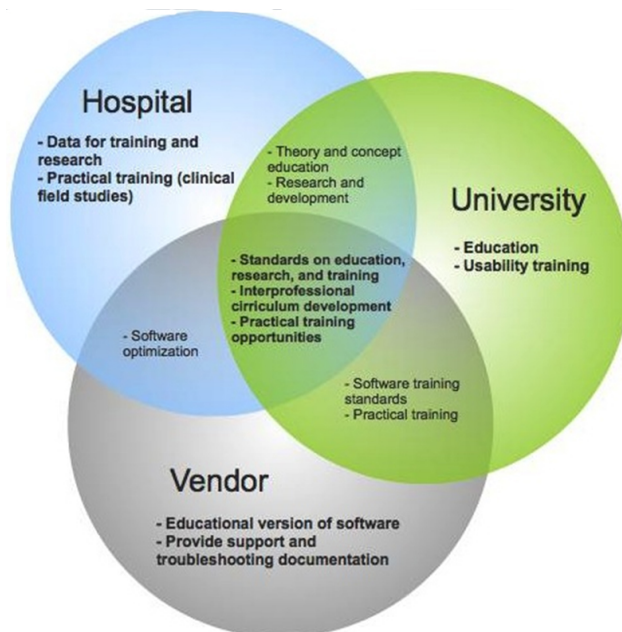 Hospital
- Data for training and
research
- Practical training (clinical
field studies)
- Theory and concept
education
- Research and
development
University
- Education
- Usability training
- Standards on education,
research, and training
- Interprofessional
cirriculum development
- Practical training
opportunities
- Software
optimization
- Software training
standards
- Practical training
Vendor
- Educational version of software
- Provide support and
troubleshooting documentation